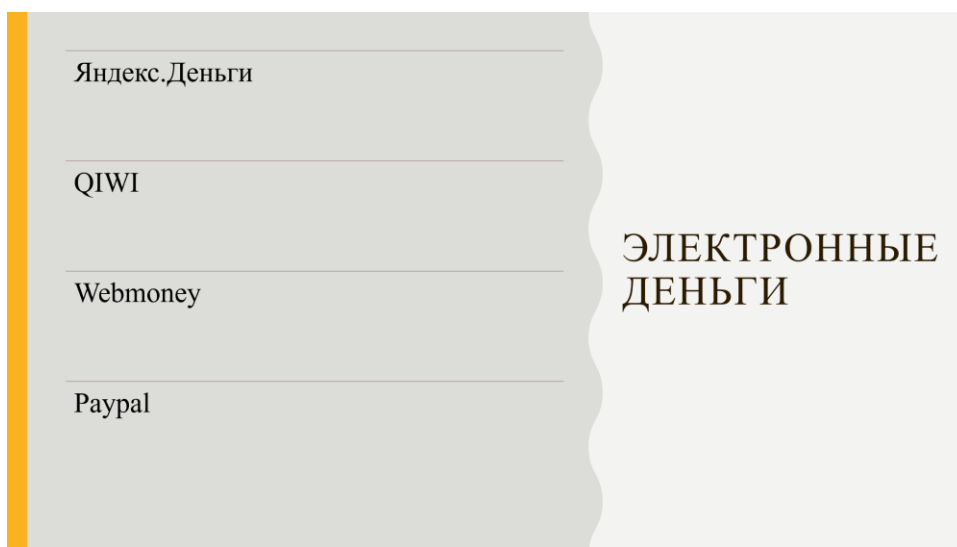 Яндекс.Деньги
QIWI
Webmoney
Paypal
ЭЛЕКТРОННЫЕ
ДЕНЬГИ